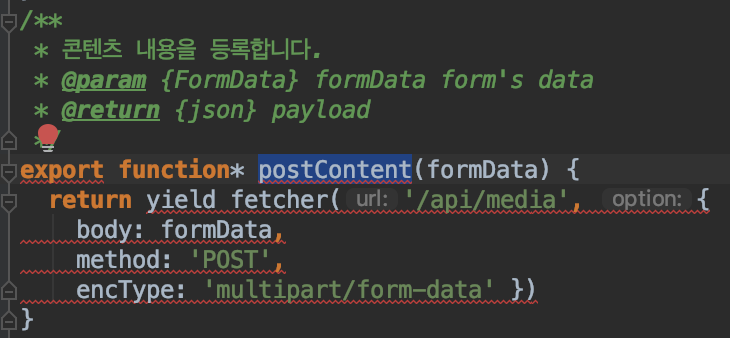 /**
* 콘텐츠 내용을 등록합니다.
* @param {FormData} formData form's data
* @return {json} payload
*/
export function* postContent(formData) {
return yield fetcher( url: '/api/media', option: {
body: formData,
method: 'POST',
encType: 'multipart/form-data' })
}